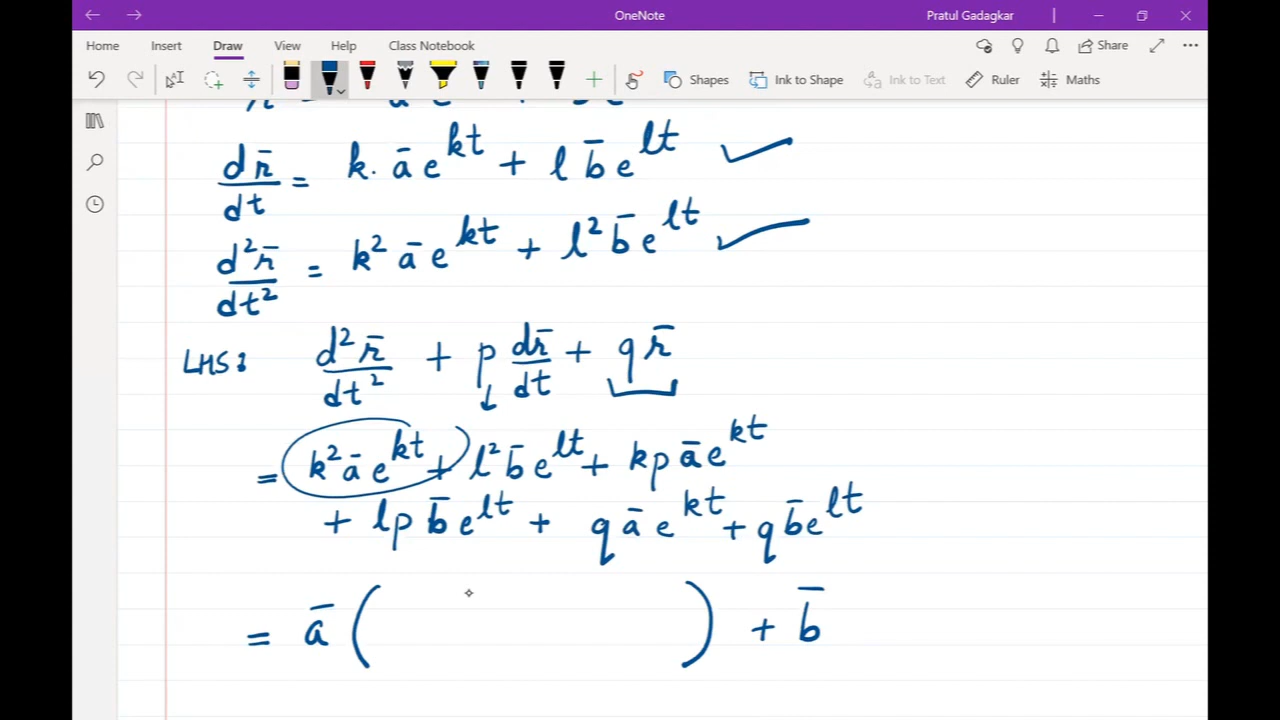 OneNote
Pratul Gadagkar
Home Insert Draw View Help Class Notebook Share
Shapes Ink to Shape Ink to Text Ruler Maths
dr̄/dt = k. ā e^kt + l b̄ e^lt ✓
d²r̄/dt² = k² ā e^kt + l² b̄ e^lt ✓
LHS: d²r̄/dt² + p dr̄/dt + q r̄
= k² ā e^kt + l² b̄ e^lt + kp ā e^kt
+ lp b̄ e^lt + q ā e^kt + q b̄ e^lt
= ā ( ) + b̄